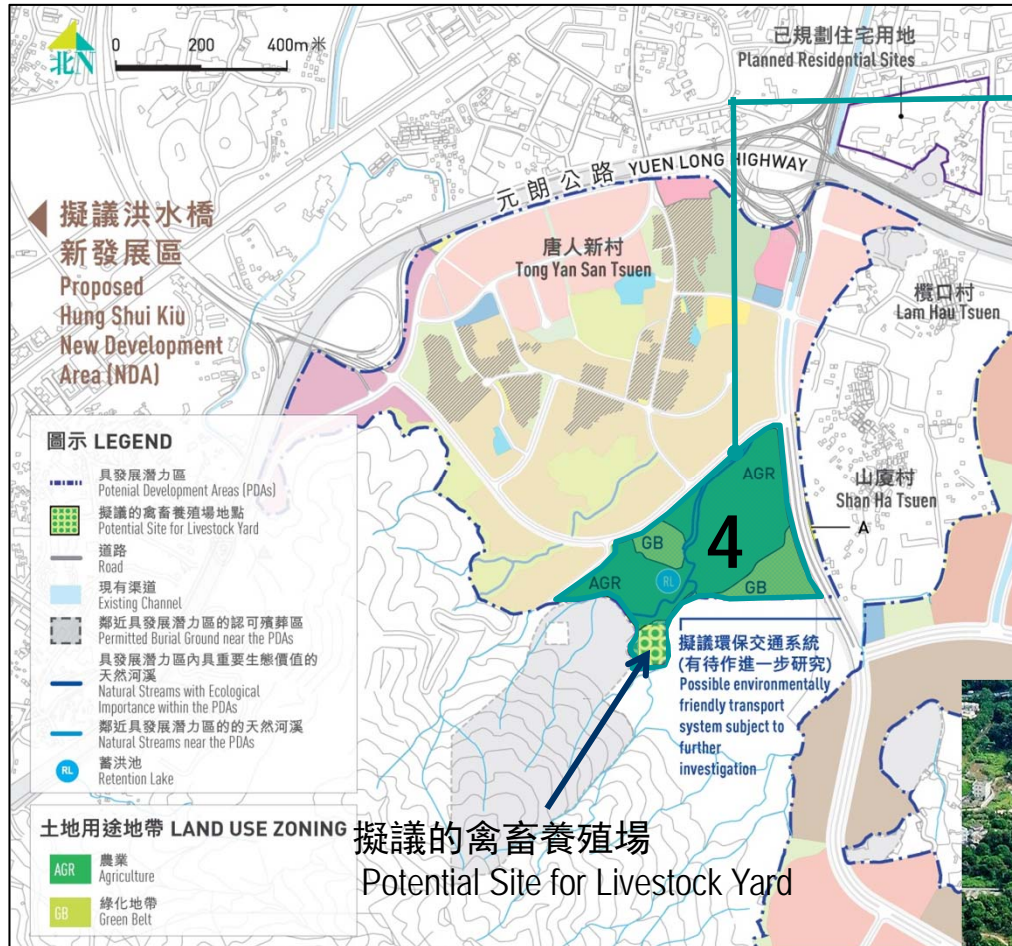 北N
0 200 400m 米
已規劃住宅用地
Planned Residential Sites
元朗公路 YUEN LONG HIGHWAY
擬議洪水橋
新發展區
Proposed
Hung Shui Kiu
New Development
Area (NDA)
唐人新村
Tong Yan San Tsuen
欖口村
Lam Hau Tsuen
山廈村
Shan Ha Tsuen
A
AGR
GB
4
AGR
RL
GB
圖示 LEGEND
具發展潛力區
Potenial Development Areas (PDAs)
擬議的禽畜養殖場地點
Potential Site for Livestock Yard
道路
Road
現有渠道
Existing Channel
鄰近具發展潛力區的認可殯葬區
Permitted Burial Ground near the PDAs
具發展潛力區內具重要生態價值的
天然河溪
Natural Streams with Ecological
Importance within the PDAs
鄰近具發展潛力區的的天然河溪
Natural Streams near the PDAs
RL
蓄洪池
Retention Lake
擬議環保交通系統
(有待作進一步研究)
Possible environmentally
friendly transport
system subject to
further
investigation
土地用途地帶 LAND USE ZONING
AGR
農業
Agriculture
GB
綠化地帶
Green Belt
擬議的禽畜養殖場
Potential Site for Livestock Yard